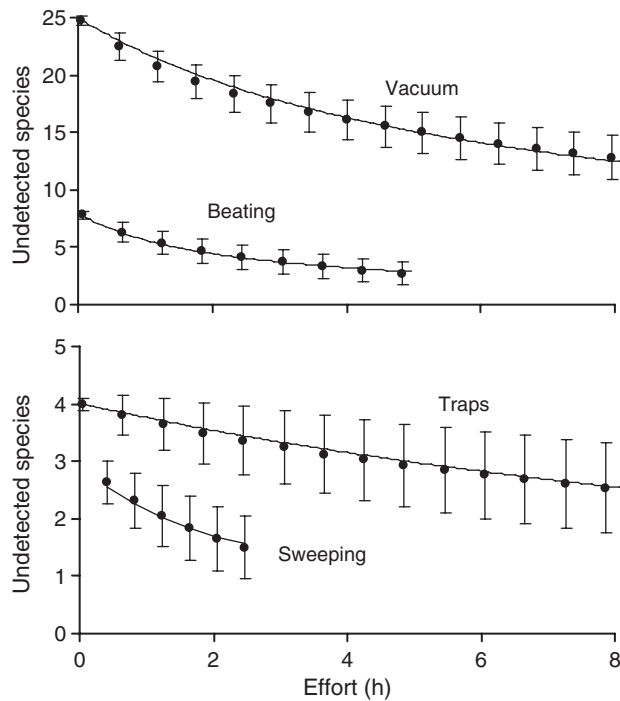 Undetected species
25
20
15
10
5
0
Vacuum
Beating
Undetected species
5
4
3
2
1
0
Traps
Sweeping
0 2 4 6 8
Effort (h)